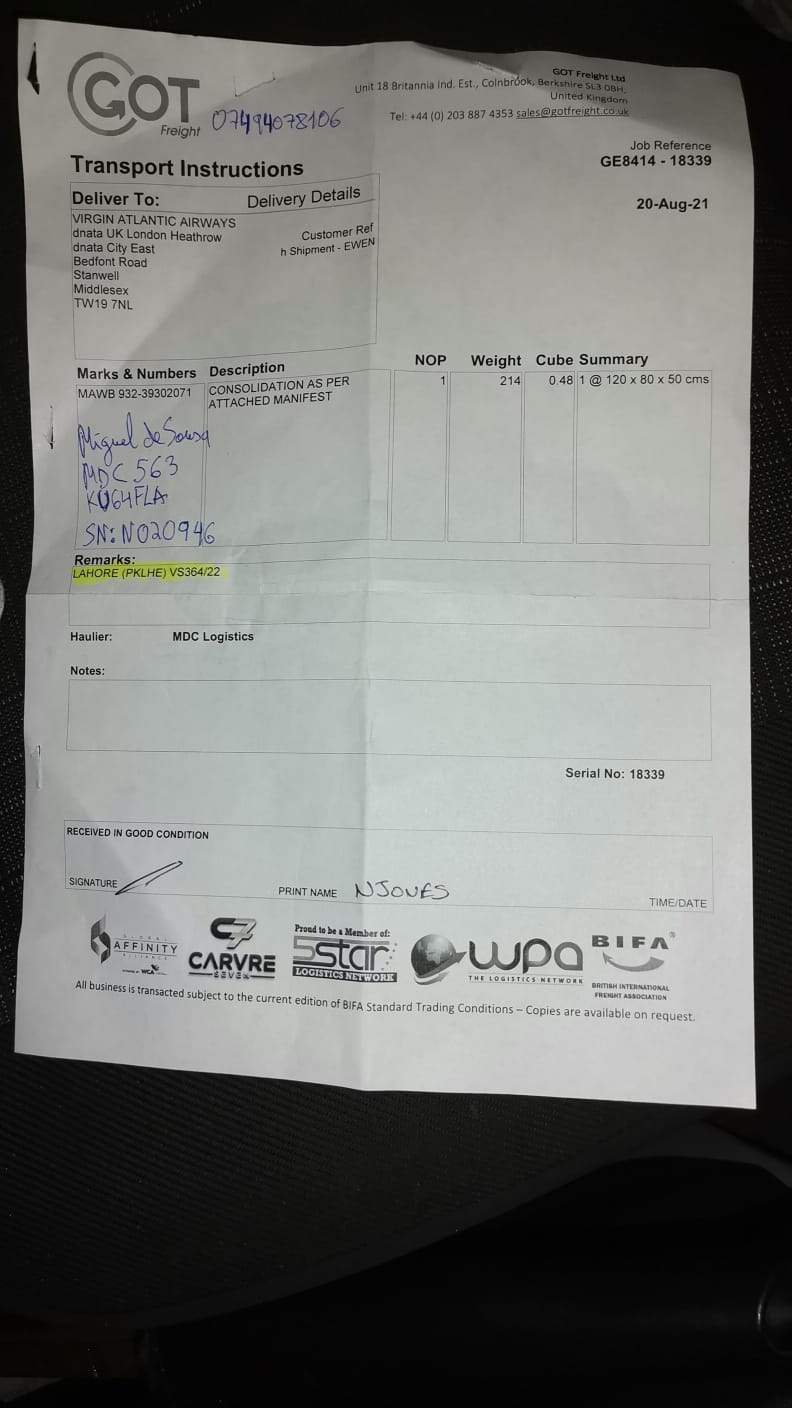 GOT
Freight
07494078106
GOT Freight Ltd
Unit 18 Britannia Ind. Est., Colnbrook, Berkshire SL3 0BH,
United Kingdom
Tel: +44 (0) 203 887 4353 sales@gotfreight.co.uk
Job Reference
GE8414 - 18339
20-Aug-21
Transport Instructions
Deliver To: Delivery Details
VIRGIN ATLANTIC AIRWAYS
dnata UK London Heathrow
dnata City East
Bedfont Road
Stanwell
Middlesex
TW19 7NL
Customer Ref
h Shipment - EWEN
Marks & Numbers Description NOP Weight Cube Summary
MAWB 932-39302071 CONSOLIDATION AS PER 1 214 0.48 1 @ 120 x 80 x 50 cms
ATTACHED MANIFEST
Miguel de Sousa
MDC 563
KU64FLA
SN: NO20946
Remarks:
LAHORE (PKLHE) VS364/22
Haulier: MDC Logistics
Notes:
Serial No: 18339
RECEIVED IN GOOD CONDITION
SIGNATURE PRINT NAME NJONES TIME/DATE
GLOBAL
AFFINITY
ALLIANCE
WCA
C7
CARVRE
SEVEN
Proud to be a Member of:
5star
LOGISTICS NETWORK
wpa
THE LOGISTICS NETWORK
BIFA®
BRITISH INTERNATIONAL
FREIGHT ASSOCIATION
All business is transacted subject to the current edition of BIFA Standard Trading Conditions – Copies are available on request.